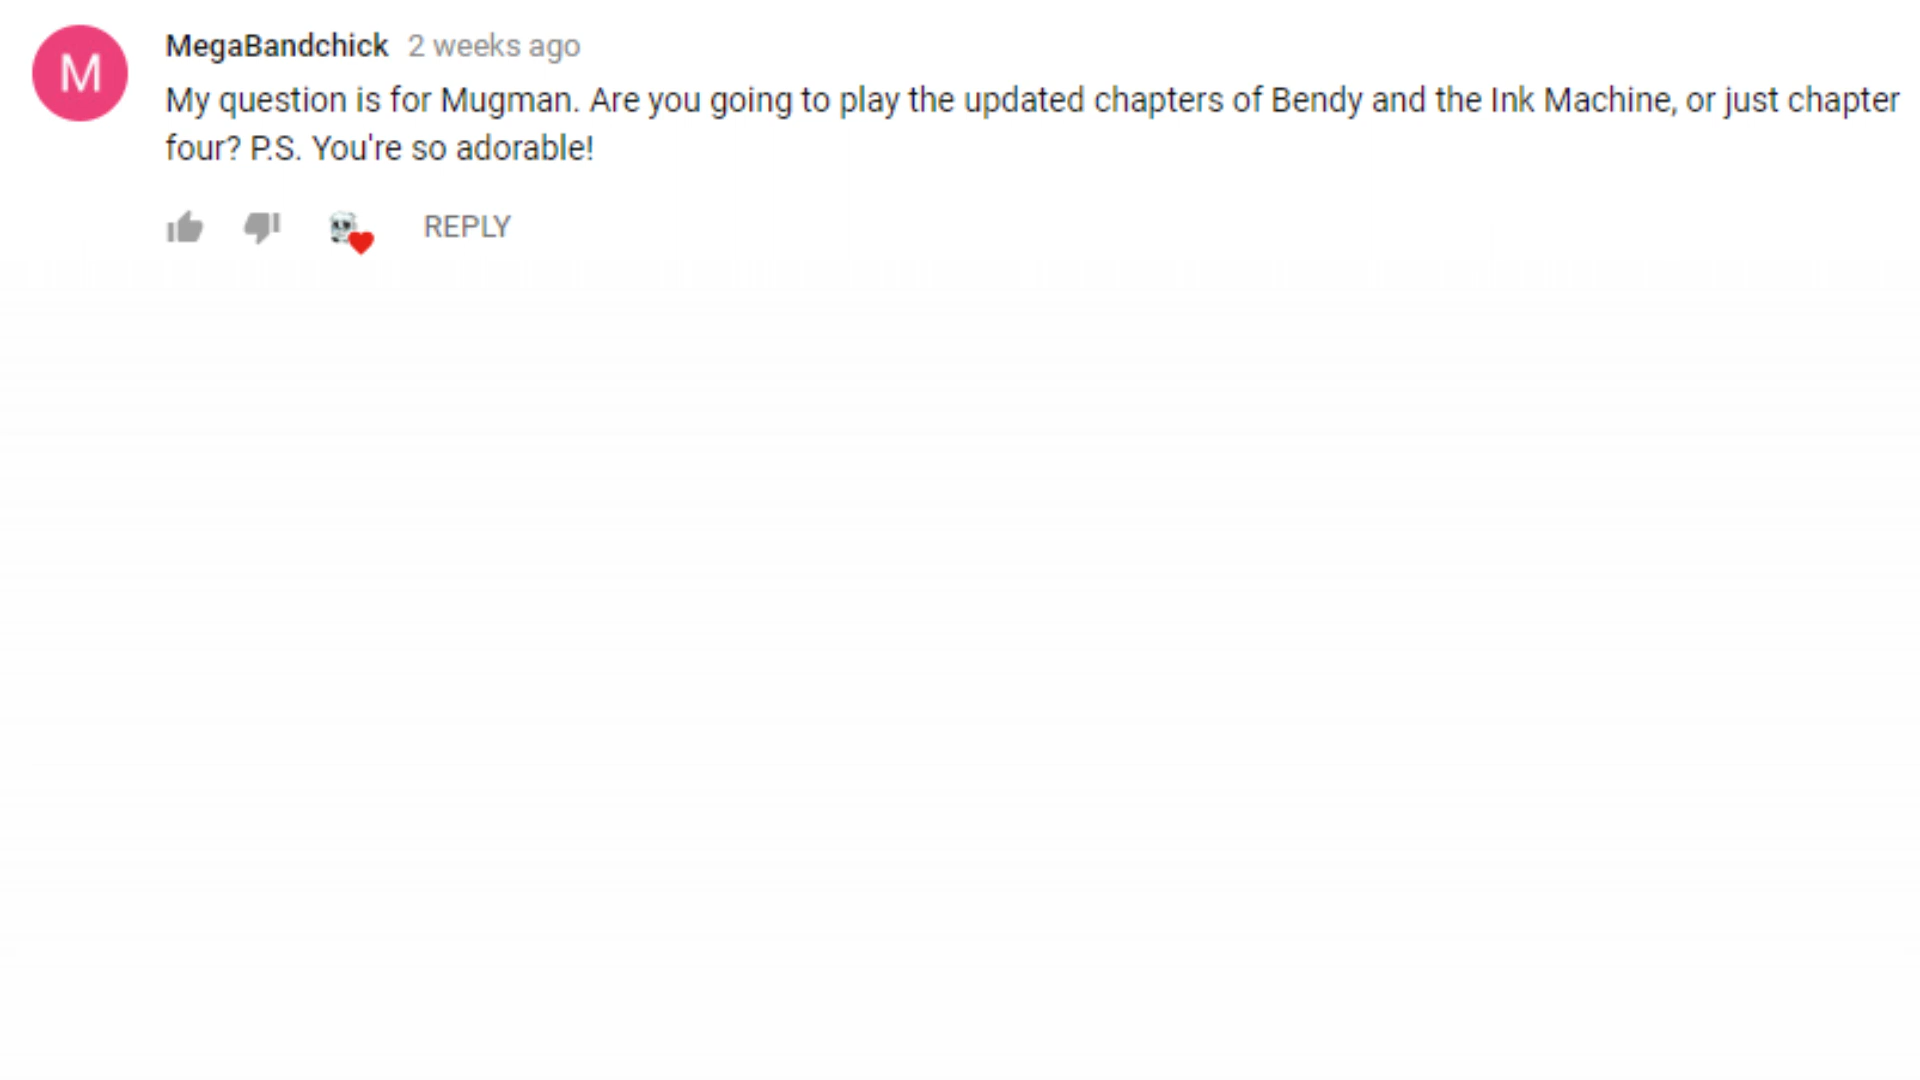 M
MegaBandchick 2 weeks ago
My question is for Mugman. Are you going to play the updated chapters of Bendy and the Ink Machine, or just chapter
four? P.S. You're so adorable!
REPLY